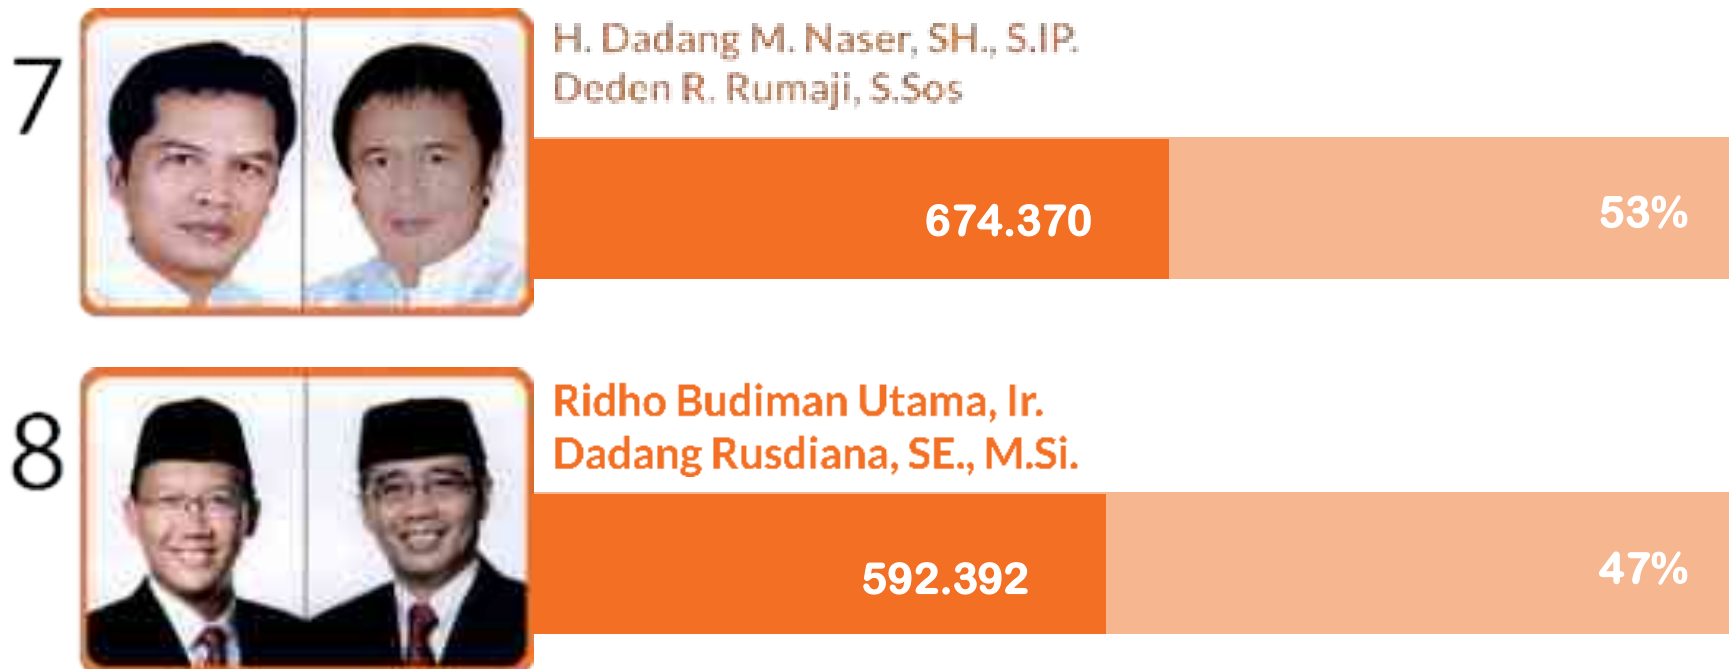 7
H. Dadang M. Naser, SH., S.IP.
Deden R. Rumaji, S.Sos
674.370
53%
8
Ridho Budiman Utama, Ir.
Dadang Rusdiana, SE., M.Si.
592.392
47%